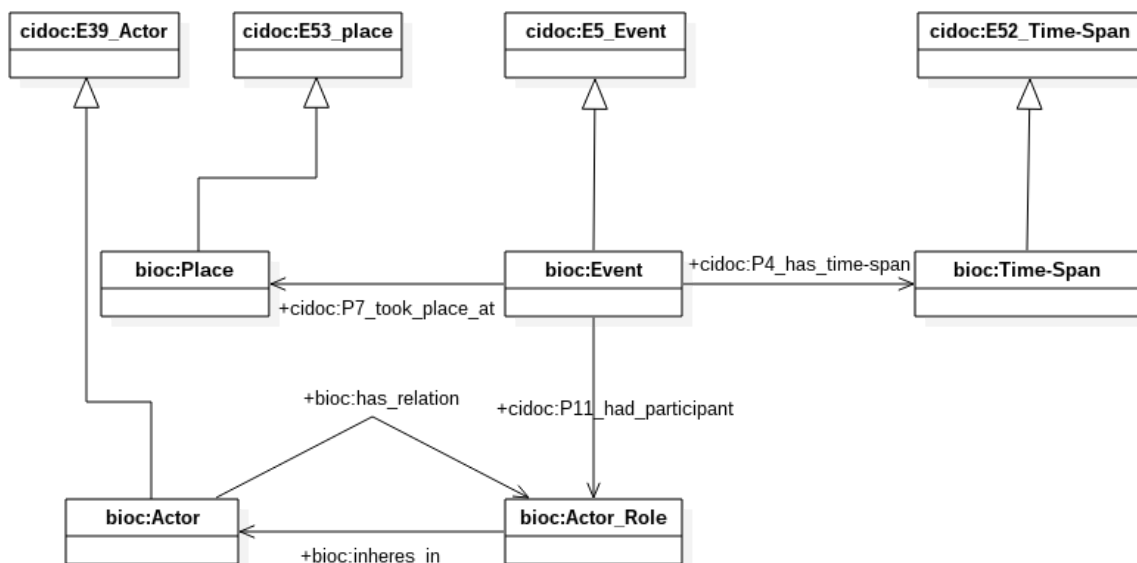 cidoc:E39_Actor
cidoc:E53_place
cidoc:E5_Event
cidoc:E52_Time-Span
bioc:Place
bioc:Event
+cidoc:P4_has_time-span
bioc:Time-Span
+cidoc:P7_took_place_at
+bioc:has_relation
+cidoc:P11_had_participant
bioc:Actor
bioc:Actor_Role
+bioc:inheres_in